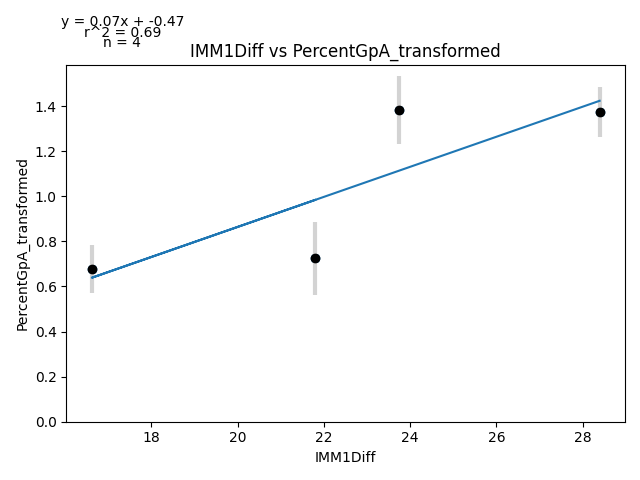 y = 0.07x + -0.47
r^2 = 0.69
n = 4
IMM1Diff vs PercentGpA_transformed
PercentGpA_transformed
1.4
1.2
1.0
0.8
0.6
0.4
0.2
0.0
18 20 22 24 26 28
IMM1Diff